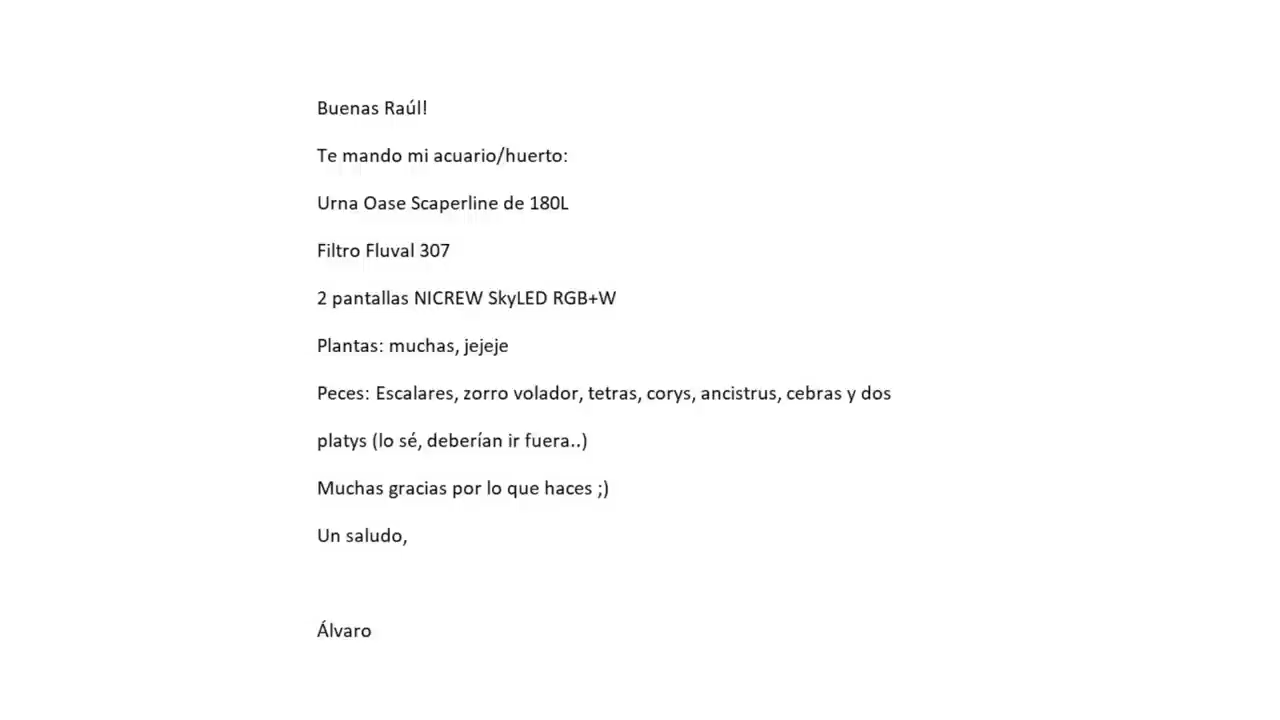 Buenas Raúl!
Te mando mi acuario/huerto:
Urna Oase Scaperline de 180L
Filtro Fluval 307
2 pantallas NICREW SkyLED RGB+W
Plantas: muchas, jejeje
Peces: Escalares, zorro volador, tetras, corys, ancistrus, cebras y dos
platys (lo sé, deberían ir fuera..)
Muchas gracias por lo que haces ;)
Un saludo,
Álvaro